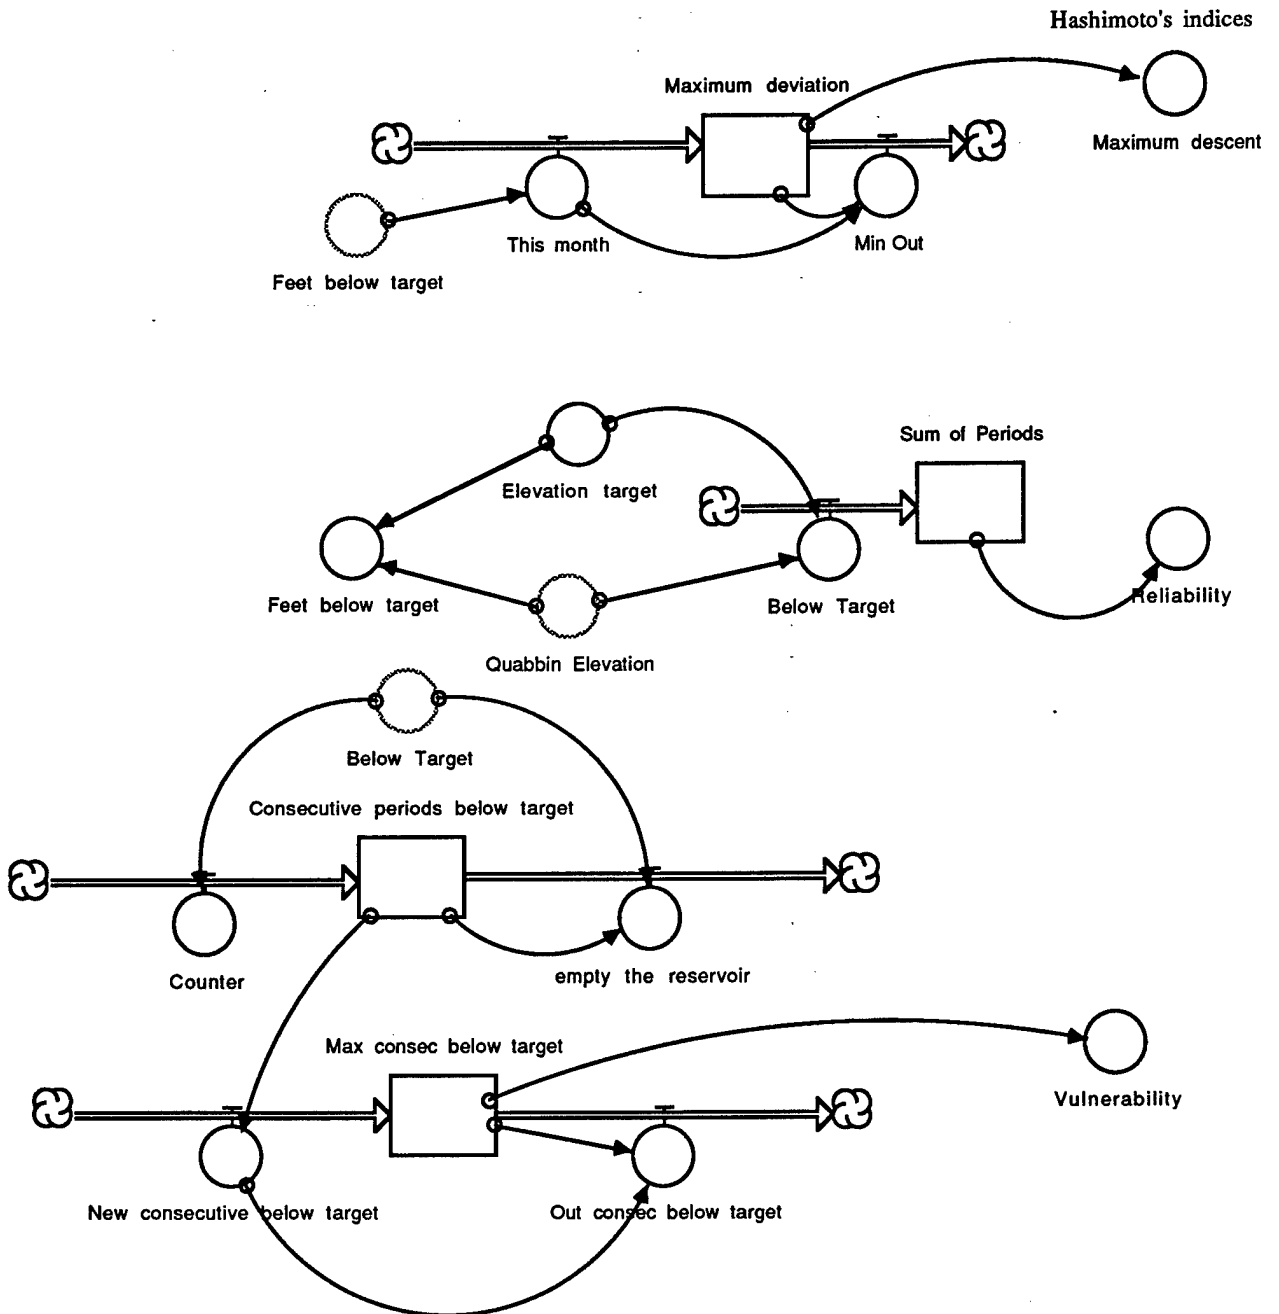 Hashimoto's indices
Maximum deviation
Maximum descent
This month
Min Out
Feet below target
Sum of Periods
Elevation target
Feet below target
Below Target
Reliability
Quabbin Elevation
Below Target
Consecutive periods below target
Counter
empty the reservoir
Max consec below target
Vulnerability
New consecutive below target
Out consec below target